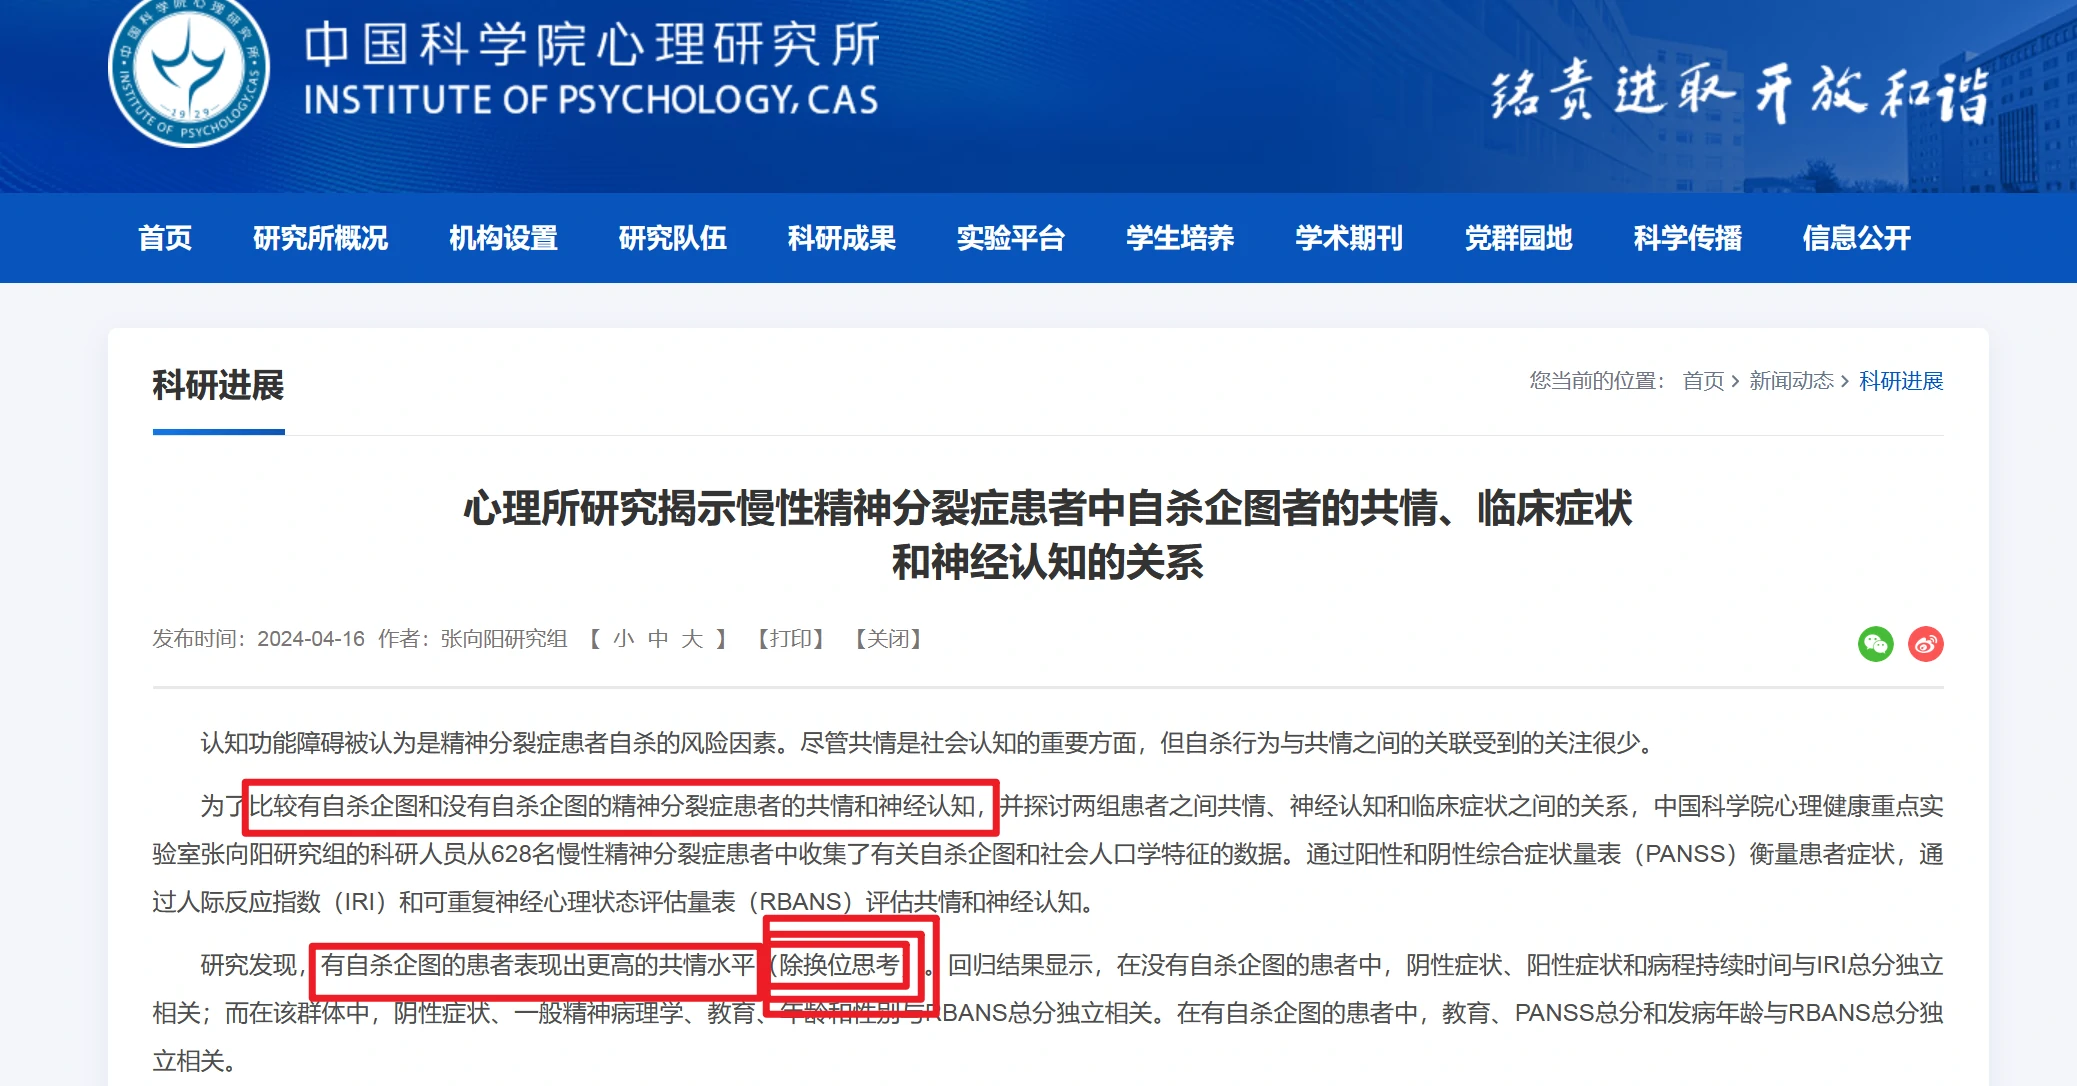 中国科学院心理研究所
INSTITUTE OF PSYCHOLOGY, CAS
中国科学院心理研究所
1929
INSTITUTE OF PSYCHOLOGY, CAS
铭责进取 开放和谐
首页 研究所概况 机构设置 研究队伍 科研成果 实验平台 学生培养 学术期刊 党群园地 科学传播 信息公开
科研进展
您当前的位置： 首页 > 新闻动态 > 科研进展
心理所研究揭示慢性精神分裂症患者中自杀企图者的共情、临床症状
和神经认知的关系
发布时间：2024-04-16 作者：张向阳研究组 【 小 中 大 】 【打印】 【关闭】
认知功能障碍被认为是精神分裂症患者自杀的风险因素。尽管共情是社会认知的重要方面，但自杀行为与共情之间的关联受到的关注很少。
为了比较有自杀企图和没有自杀企图的精神分裂症患者的共情和神经认知，并探讨两组患者之间共情、神经认知和临床症状之间的关系，中国科学院心理健康重点实
验室张向阳研究组的科研人员从628名慢性精神分裂症患者中收集了有关自杀企图和社会人口学特征的数据。通过阳性和阴性综合症状量表（PANSS）衡量患者症状，通
过人际反应指数（IRI）和可重复神经心理状态评估量表（RBANS）评估共情和神经认知。
研究发现，有自杀企图的患者表现出更高的共情水平（除换位思考）。回归结果显示，在没有自杀企图的患者中，阴性症状、阳性症状和病程持续时间与IRI总分独立
相关；而在该群体中，阴性症状、一般精神病理学、教育、年龄和性别与RBANS总分独立相关。在有自杀企图的患者中，教育、PANSS总分和发病年龄与RBANS总分独
立相关。